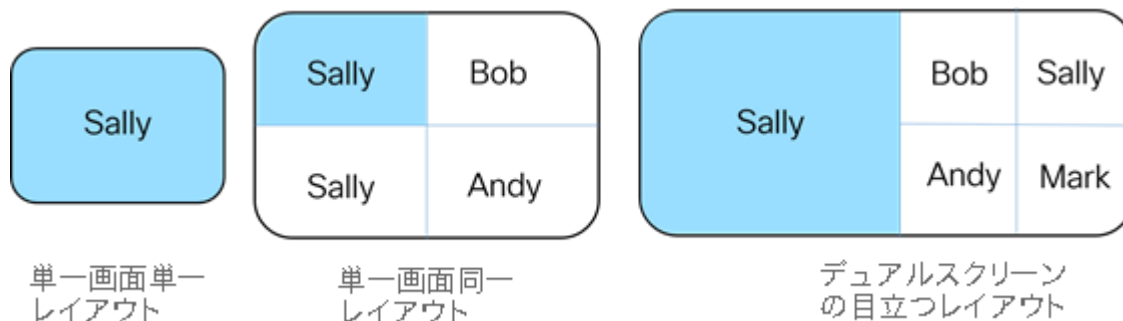 Sally
Sally Bob
Sally Andy
Sally
Bob Sally
Andy Mark
単一画面単一
レイアウト
単一画面同一
レイアウト
デュアルスクリーン
の目立つレイアウト